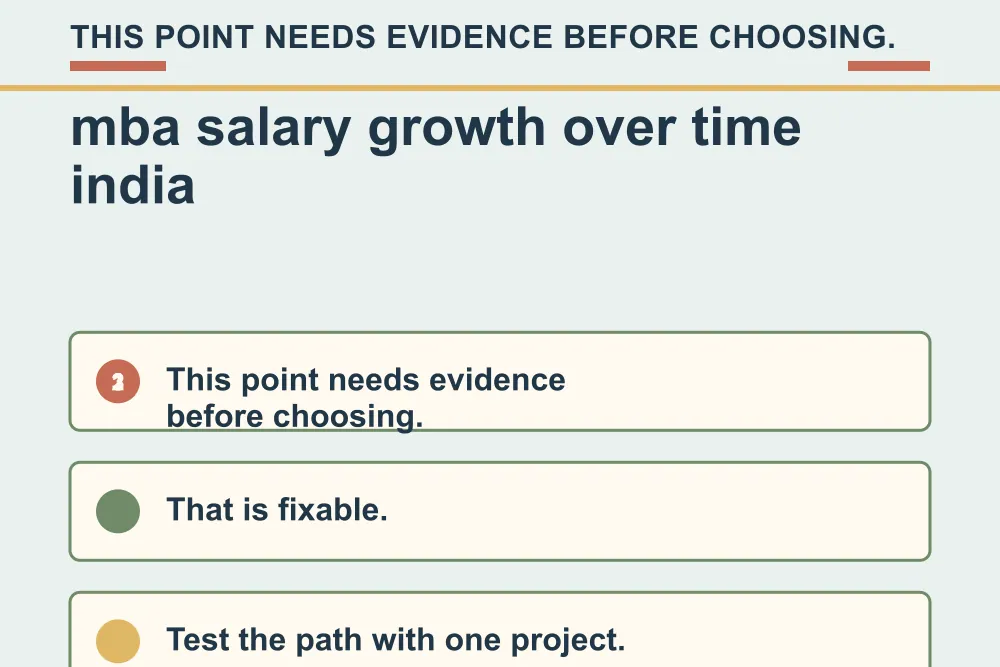 THIS POINT NEEDS EVIDENCE BEFORE CHOOSING.
mba salary growth over time
india
This point needs evidence
before choosing.
That is fixable.
Test the path with one project.